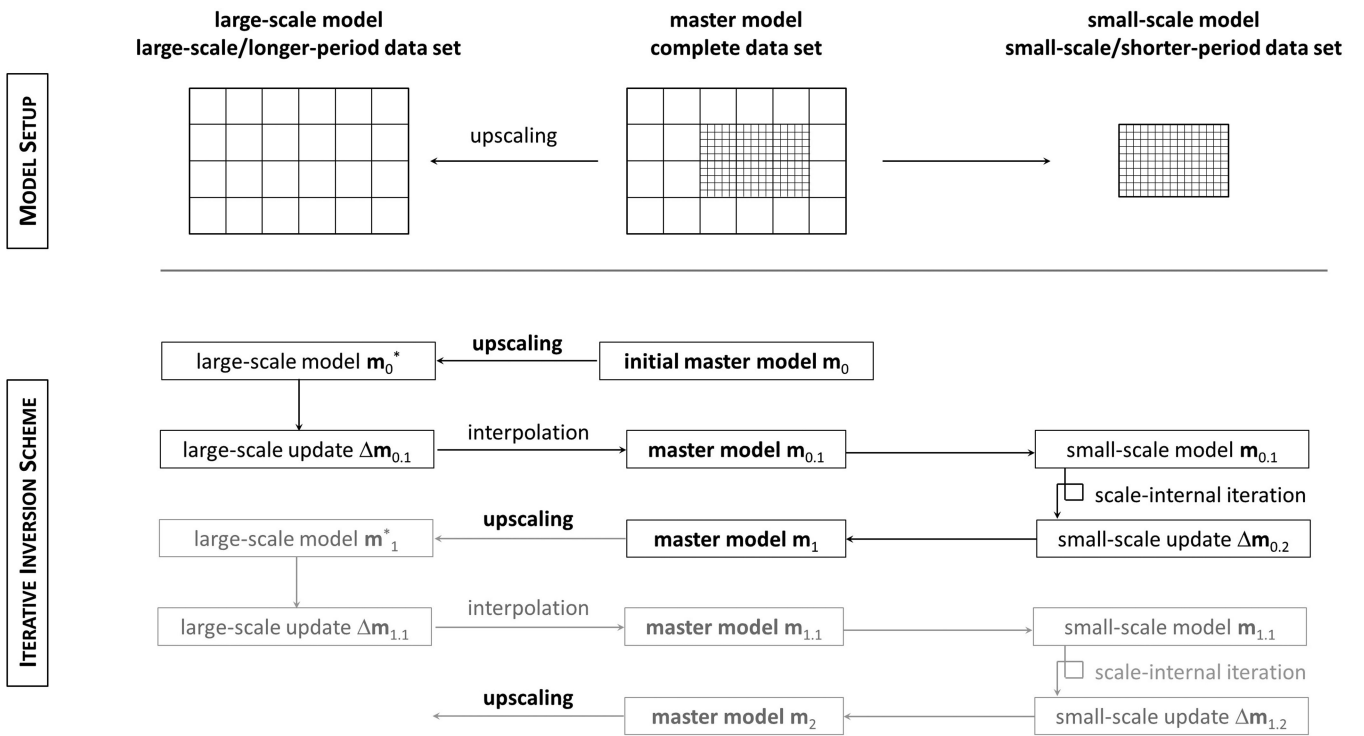 large-scale model
large-scale/longer-period data set
master model
complete data set
small-scale model
small-scale/shorter-period data set
MODEL SETUP
upscaling
ITERATIVE INVERSION SCHEME
large-scale model m₀*
upscaling
initial master model m₀
large-scale update Δm₀.₁
interpolation
master model m₀.₁
small-scale model m₀.₁
scale-internal iteration
large-scale model m*₁
upscaling
master model m₁
small-scale update Δm₀.₂
large-scale update Δm₁.₁
interpolation
master model m₁.₁
small-scale model m₁.₁
scale-internal iteration
upscaling
master model m₂
small-scale update Δm₁.₂